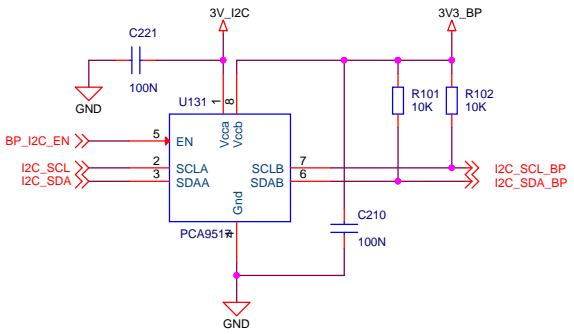 3V_I2C
3V3_BP
C221
100N
GND
U131
1
8
Vcca
Vccb
R101
10K
R102
10K
BP_I2C_EN
5
EN
I2C_SCL
2
SCLA
SCLB
7
I2C_SCL_BP
I2C_SDA
3
SDAA
SDAB
6
I2C_SDA_BP
Gnd
4
PCA9517
C210
100N
GND